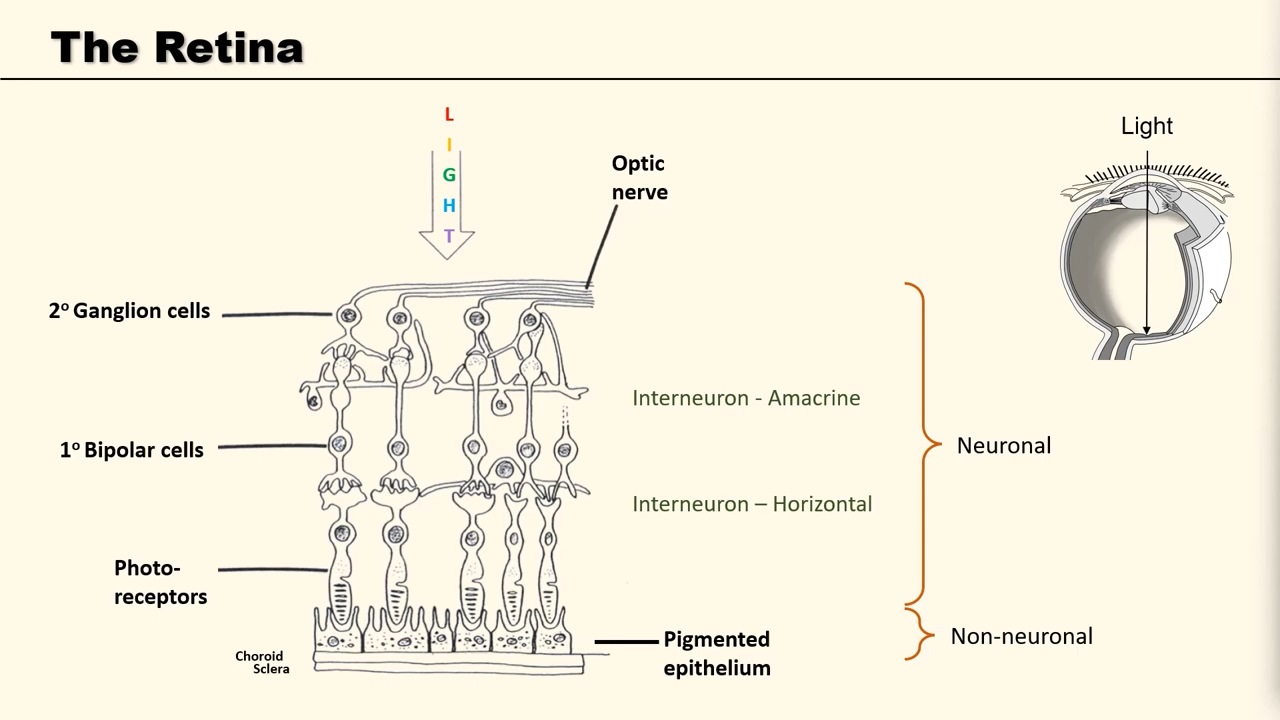 The Retina
L
I
G
H
T
Optic
nerve
Light
2º Ganglion cells
Interneuron - Amacrine
1º Bipolar cells
Neuronal
Interneuron – Horizontal
Photo-
receptors
Pigmented
epithelium
Non-neuronal
Choroid
Sclera